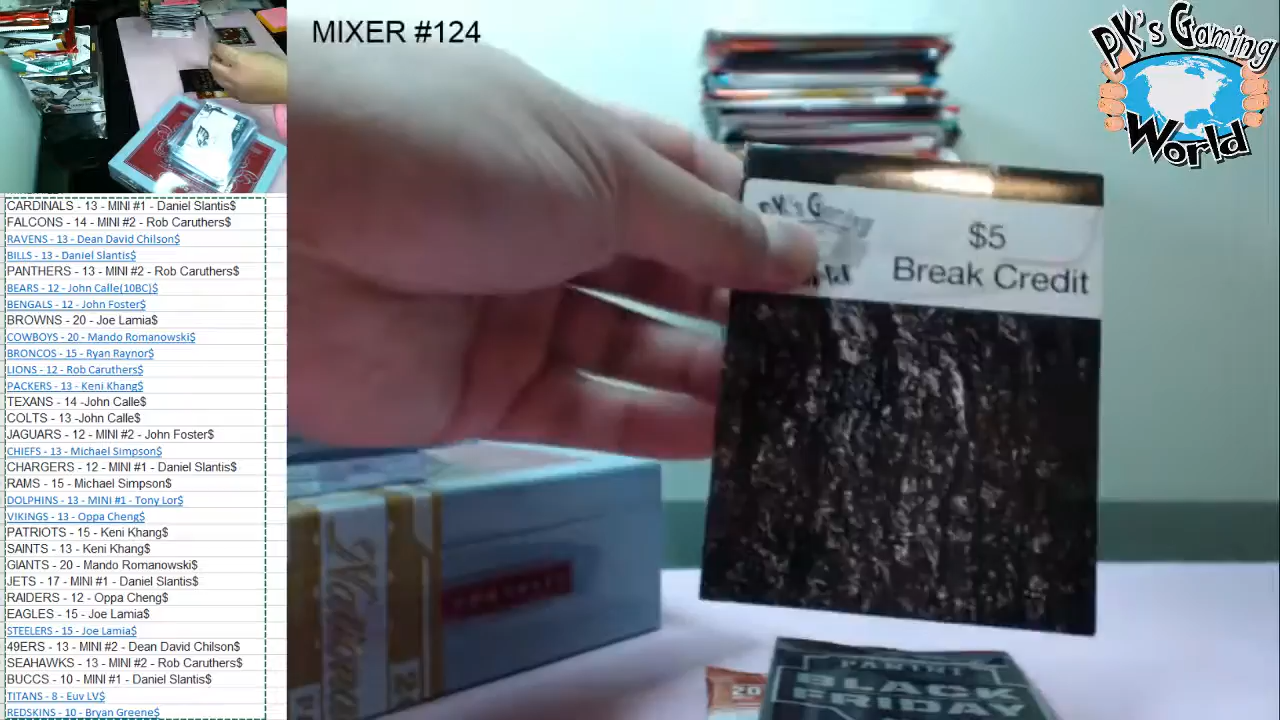 MIXER #124
PK's Gaming World
CARDINALS - 13 - MINI #1 - Daniel Slantis$
FALCONS - 14 - MINI #2 - Rob Caruthers$
RAVENS - 13 - Dean David Chilson$
BILLS - 13 - Daniel Slantis$
PANTHERS - 13 - MINI #2 - Rob Caruthers$
BEARS - 12 - John Calle(10BC)$
BENGALS - 12 - John Foster$
BROWNS - 20 - Joe Lamia$
COWBOYS - 20 - Mando Romanowski$
BRONCOS - 15 - Ryan Raynor$
LIONS - 12 - Rob Caruthers$
PACKERS - 13 - Keni Khang$
TEXANS - 14 -John Calle$
COLTS - 13 -John Calle$
JAGUARS - 12 - MINI #2 - John Foster$
CHIEFS - 13 - Michael Simpson$
CHARGERS - 12 - MINI #1 - Daniel Slantis$
RAMS - 15 - Michael Simpson$
DOLPHINS - 13 - MINI #1 - Tony Lor$
VIKINGS - 13 - Oppa Cheng$
PATRIOTS - 15 - Keni Khang$
SAINTS - 13 - Keni Khang$
GIANTS - 20 - Mando Romanowski$
JETS - 17 - MINI #1 - Daniel Slantis$
RAIDERS - 12 - Oppa Cheng$
EAGLES - 15 - Joe Lamia$
STEELERS - 15 - Joe Lamia$
49ERS - 13 - MINI #2 - Dean David Chilson$
SEAHAWKS - 13 - MINI #2 - Rob Caruthers$
BUCCS - 10 - MINI #1 - Daniel Slantis$
TITANS - 8 - Euv LV$
REDSKINS - 10 - Bryan Greene$
PK's Gaming
$5
Break Credit
PANINI
BLACK
FRIDAY
20